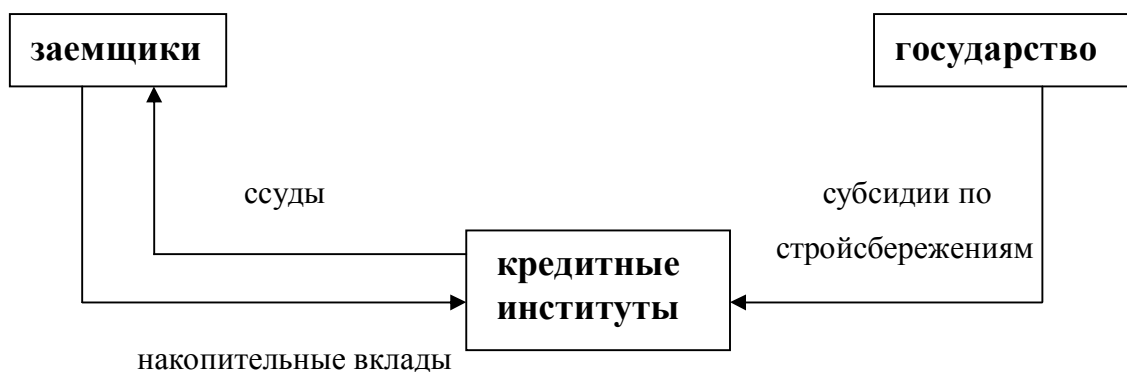 заемщики
государство
ссуды
субсидии по
стройсбережениям
кредитные
институты
накопительные вклады